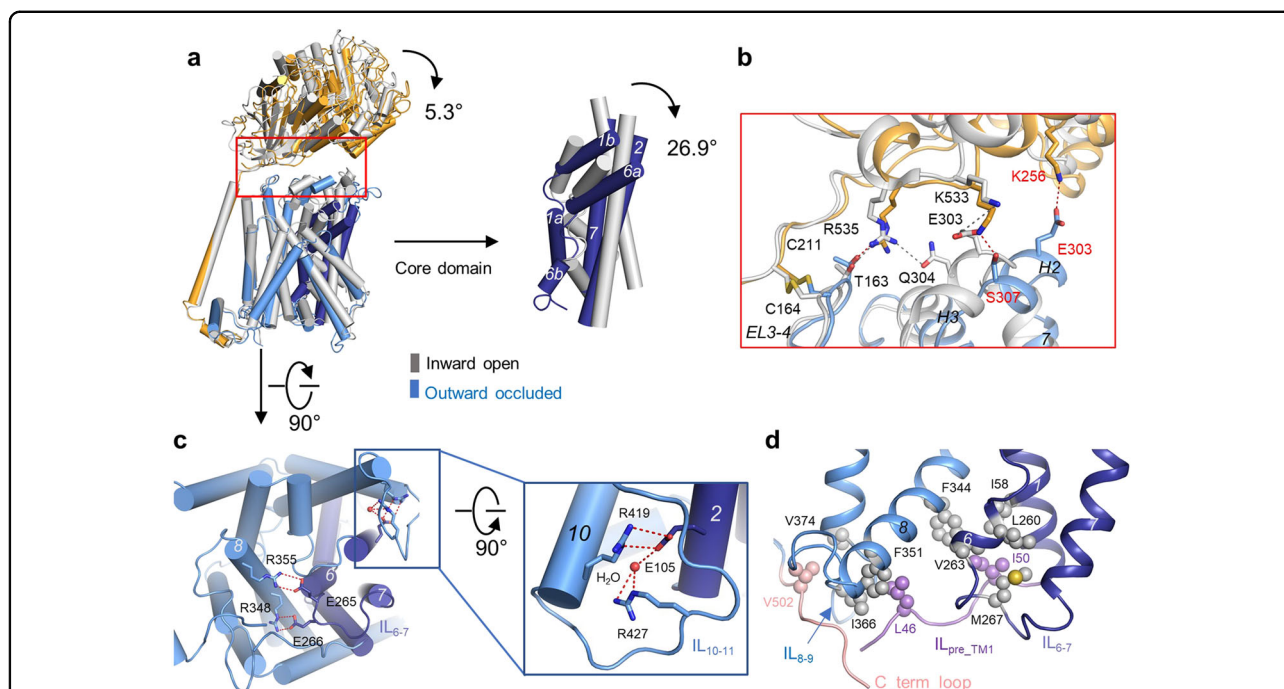 a
5.3°
1b
2
6a
1a
7
6b
26.9°
Core domain
Inward open
Outward occluded
90°
b
K256
K533
E303
R535
C211
E303
H2
T163
Q304
S307
C164
H3
EL3-4
7
c
8
R355
6
R348
E265
7
E266
IL6-7
90°
10
R419
2
H2O
E105
R427
IL10-11
d
F344
I58
1
V374
8
L260
F351
6
I50
V263
V502
I366
L46
M267
IL8-9
ILpre_TM1
IL6-7
C term loop